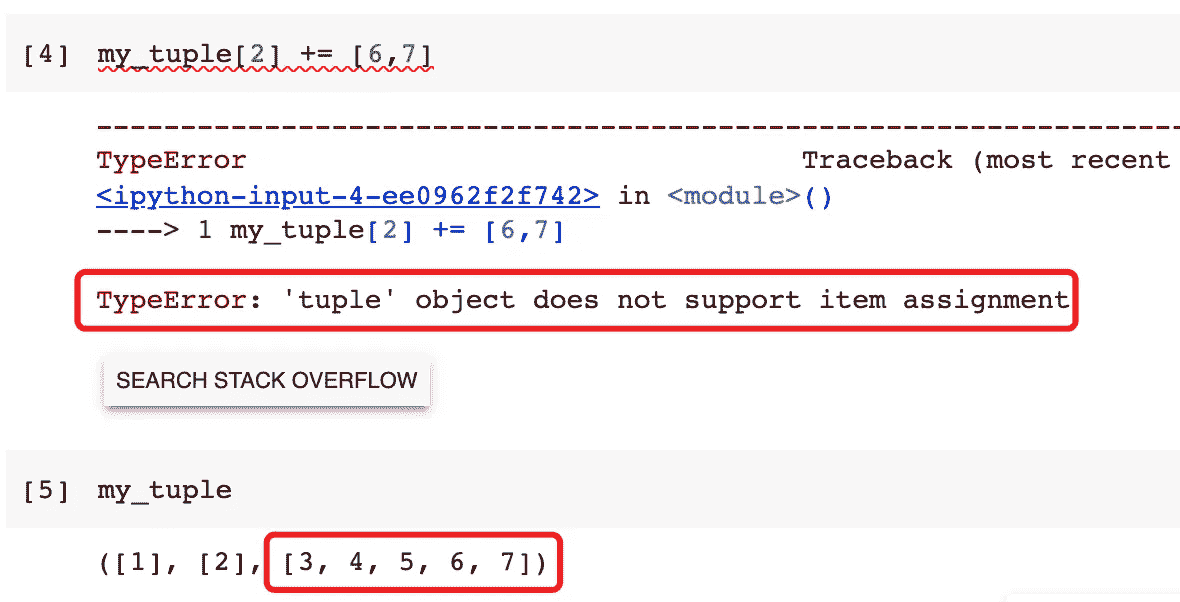 [4] my_tuple[2] += [6,7]
--------------------------------------------------------------------------------
TypeError Traceback (most recent
<ipython-input-4-ee0962f2f742> in <module>()
----> 1 my_tuple[2] += [6,7]
TypeError: 'tuple' object does not support item assignment
SEARCH STACK OVERFLOW
[5] my_tuple
([1], [2], [3, 4, 5, 6, 7])